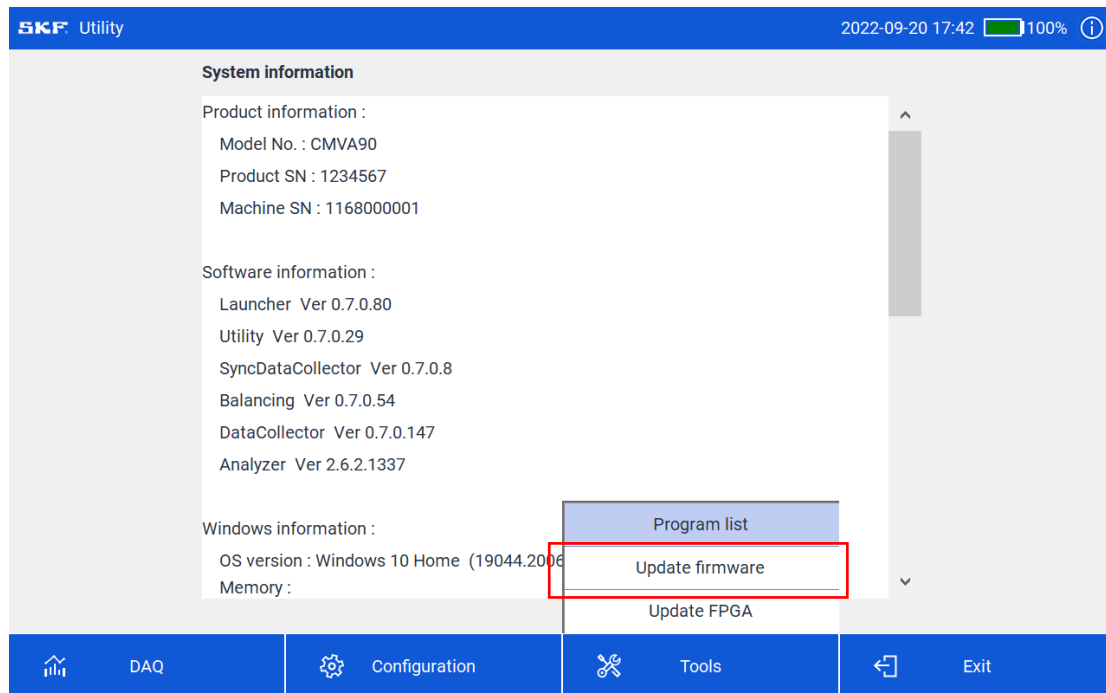 SKF. Utility 2022-09-20 17:42 100%
System information
Product information :
Model No. : CMVA90
Product SN : 1234567
Machine SN : 1168000001
Software information :
Launcher Ver 0.7.0.80
Utility Ver 0.7.0.29
SyncDataCollector Ver 0.7.0.8
Balancing Ver 0.7.0.54
DataCollector Ver 0.7.0.147
Analyzer Ver 2.6.2.1337
Windows information :
OS version : Windows 10 Home (19044.2006
Memory :
Program list
Update firmware
Update FPGA
DAQ Configuration Tools Exit